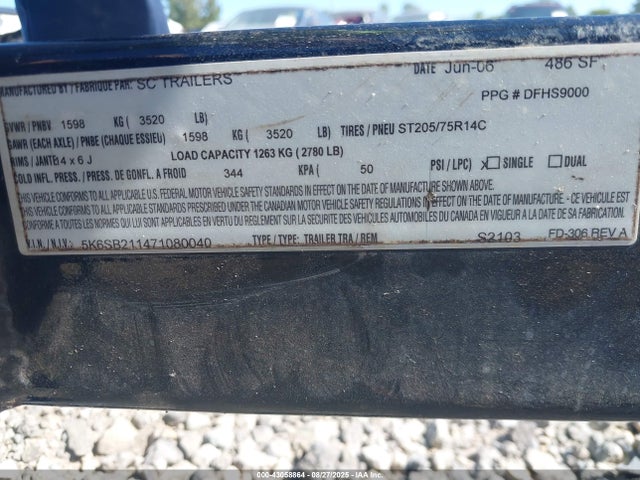 MANUFACTURED BY / FABRIQUE PAR: SC TRAILERS DATE Jun-06 486 SF
PPG # DFHS9000
GVWR / PNBV 1598 KG ( 3520 LB)
GAWR (EACH AXLE) / PNBE (CHAQUE ESSIEU) 1598 KG ( 3520 LB) TIRES / PNEU ST205/75R14C
RIMS / JANTE 14 x 6 J LOAD CAPACITY 1263 KG ( 2780 LB)
COLD INFL. PRESS. / PRESS. DE GONFL. A FROID 344 KPA ( 50 PSI / LPC) x SINGLE DUAL
THIS VEHICLE CONFORMS TO ALL APPLICABLE U.S. FEDERAL MOTOR VEHICLE SAFETY STANDARDS IN EFFECT ON THE DATE OF MANUFACTURE SHOWN ABOVE.
THIS VEHICLE CONFORMS TO ALL APPLICABLE STANDARDS PRESCRIBED UNDER THE CANADIAN MOTOR VEHICLE SAFETY REGULATIONS IN EFFECT ON THE DATE OF MANUFACTURE - CE VEHICULE EST
CONFORME A TOUTES LES NORMES QUI LUI SONT APPLICABLES EN VERTU DU REGLEMENT SUR LA SECURITE DES VEHICULES AUTOMOBILES DU CANADA EN VIGUEUR A LA DATE DE SA FABRICATION.
V.I.N. / N.I.V.: 5K6SB211471080040 TYPE / TYPE: TRAILER TRA / REM S2103 FD-306 REV A
000-43058864 - 08/27/2025 - IAA Inc.